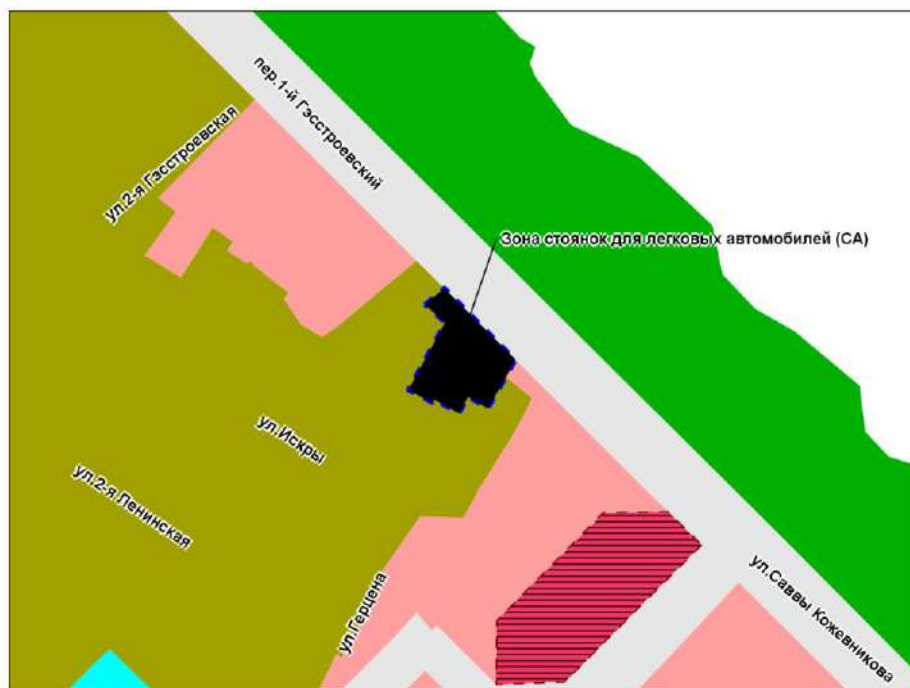 пер.1-й Гэсстроевский
ул.2-я Гэсстроевская
Зона стоянок для легковых автомобилей (СА)
ул.Искры
ул.2-я Ленинская
ул.Герцена
ул.Саввы Кожевникова